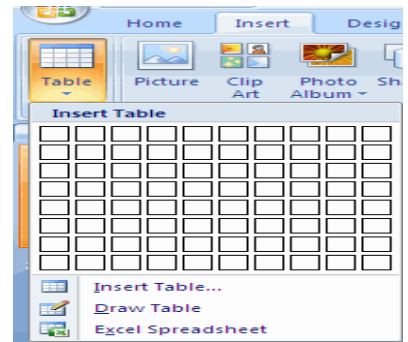 Home Insert Desig
Table Picture Clip Art Photo Album Sh
Insert Table
Insert Table...
Draw Table
Excel Spreadsheet